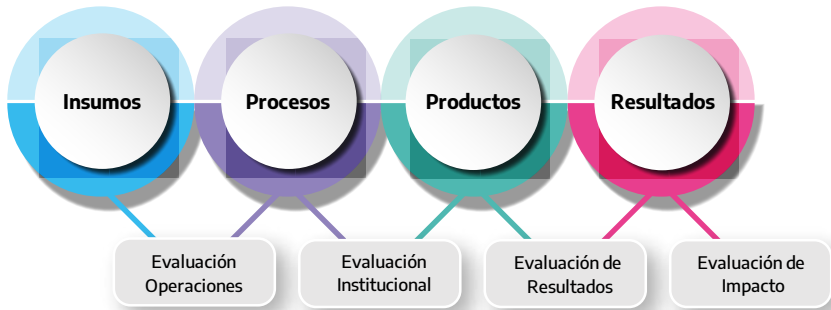 Insumos
Procesos
Productos
Resultados
Evaluación
Operaciones
Evaluación
Institucional
Evaluación de
Resultados
Evaluación de
Impacto